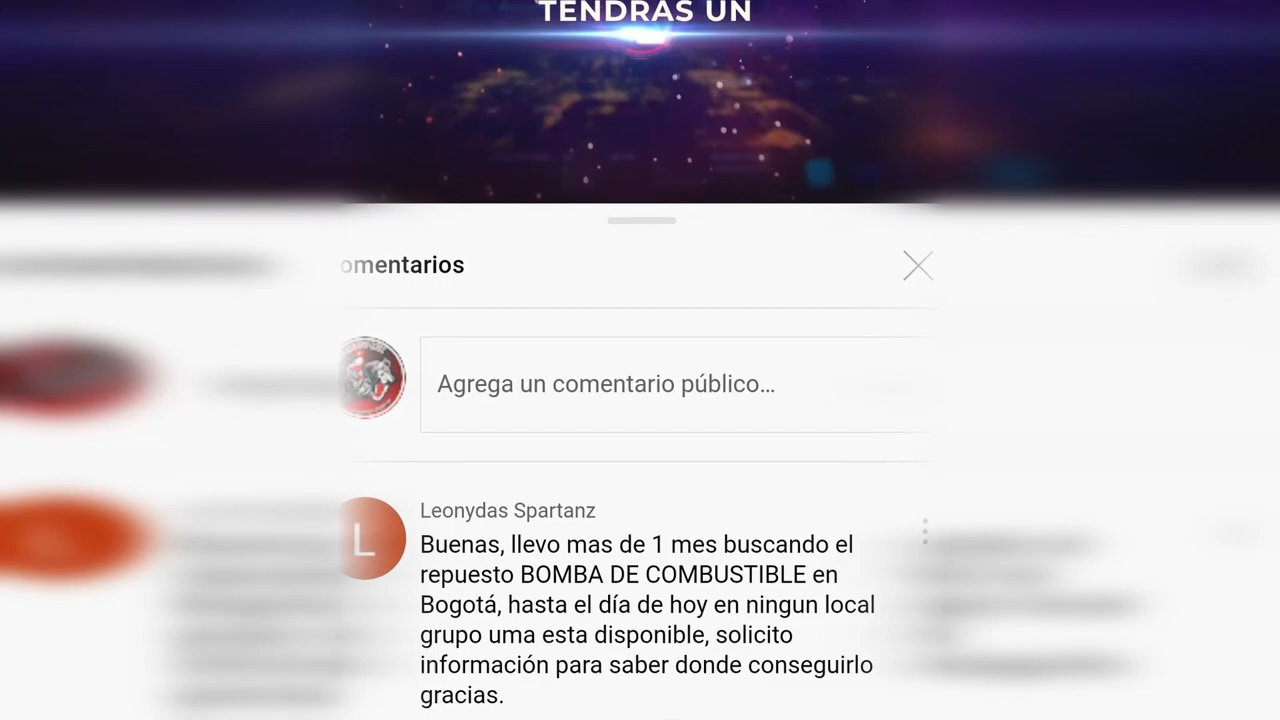 TENDRAS UN
omentarios
Agrega un comentario público...
L
Leonydas Spartanz
Buenas, llevo mas de 1 mes buscando el
repuesto BOMBA DE COMBUSTIBLE en
Bogotá, hasta el día de hoy en ningun local
grupo uma esta disponible, solicito
información para saber donde conseguirlo
gracias.